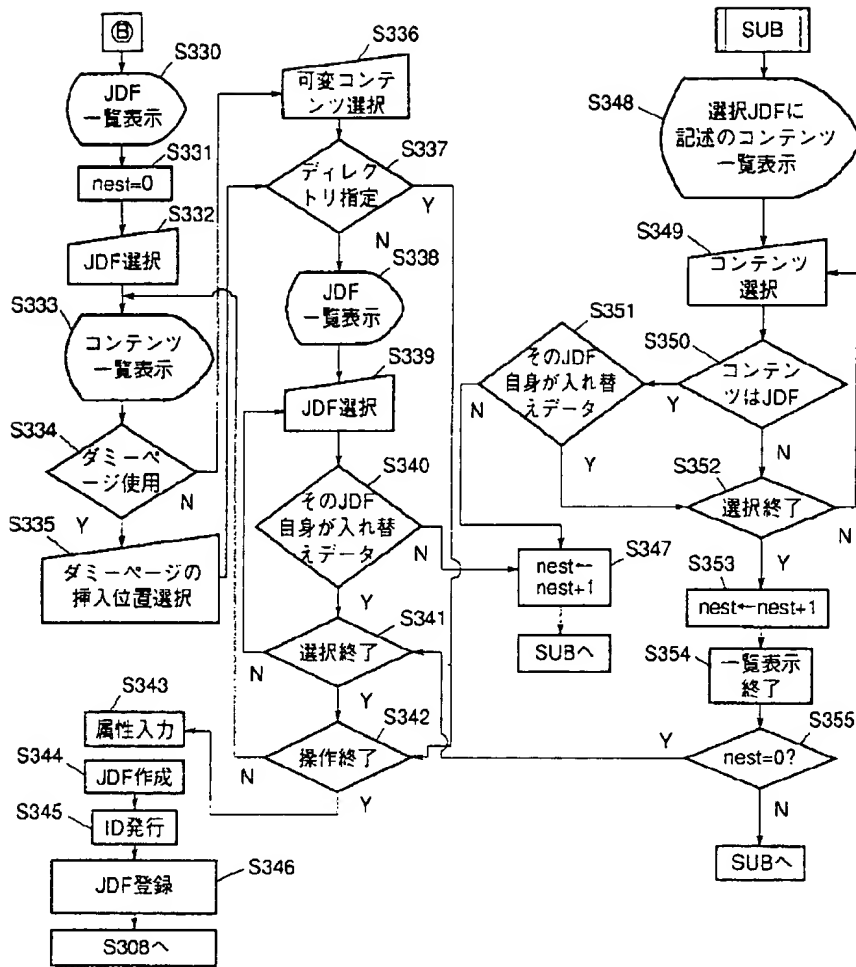 Ⓑ
S330
JDF
一覧表示
S331
nest=0
S332
JDF選択
S333
コンテンツ
一覧表示
S334
ダミーペ
ージ使用
N
Y
S335
ダミーページの
挿入位置選択
S336
可変コンテ
ンツ選択
S337
ディレク
トリ指定
Y
N
S338
JDF
一覧表示
S339
JDF選択
S340
そのJDF
自身が入れ替
えデータ
N
Y
S341
選択終了
N
Y
S342
操作終了
N
Y
S343
属性入力
S344
JDF作成
S345
ID発行
S346
JDF登録
S308へ
S347
nest←
nest+1
SUBへ
SUB
S348
選択JDFに
記述のコンテンツ
一覧表示
S349
コンテンツ
選択
S350
コンテン
ツはJDF
Y
N
S351
そのJDF
自身が入れ替
えデータ
N
Y
S352
選択終了
N
Y
S353
nest←nest+1
S354
一覧表示
終了
S355
nest=0?
Y
N
SUBへ